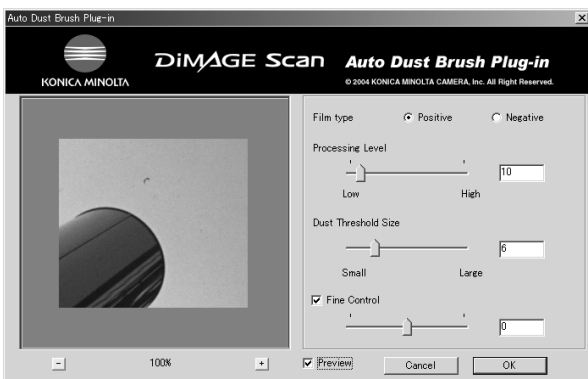 Auto Dust Brush Plug-in
KONICA MINOLTA
DiMAGE Scan
Auto Dust Brush Plug-in
© 2004 KONICA MINOLTA CAMERA, Inc. All Right Reserved.
Film type Positive Negative
Processing Level
10
Low High
Dust Threshold Size
6
Small Large
Fine Control
0
- 100% + Preview Cancel OK